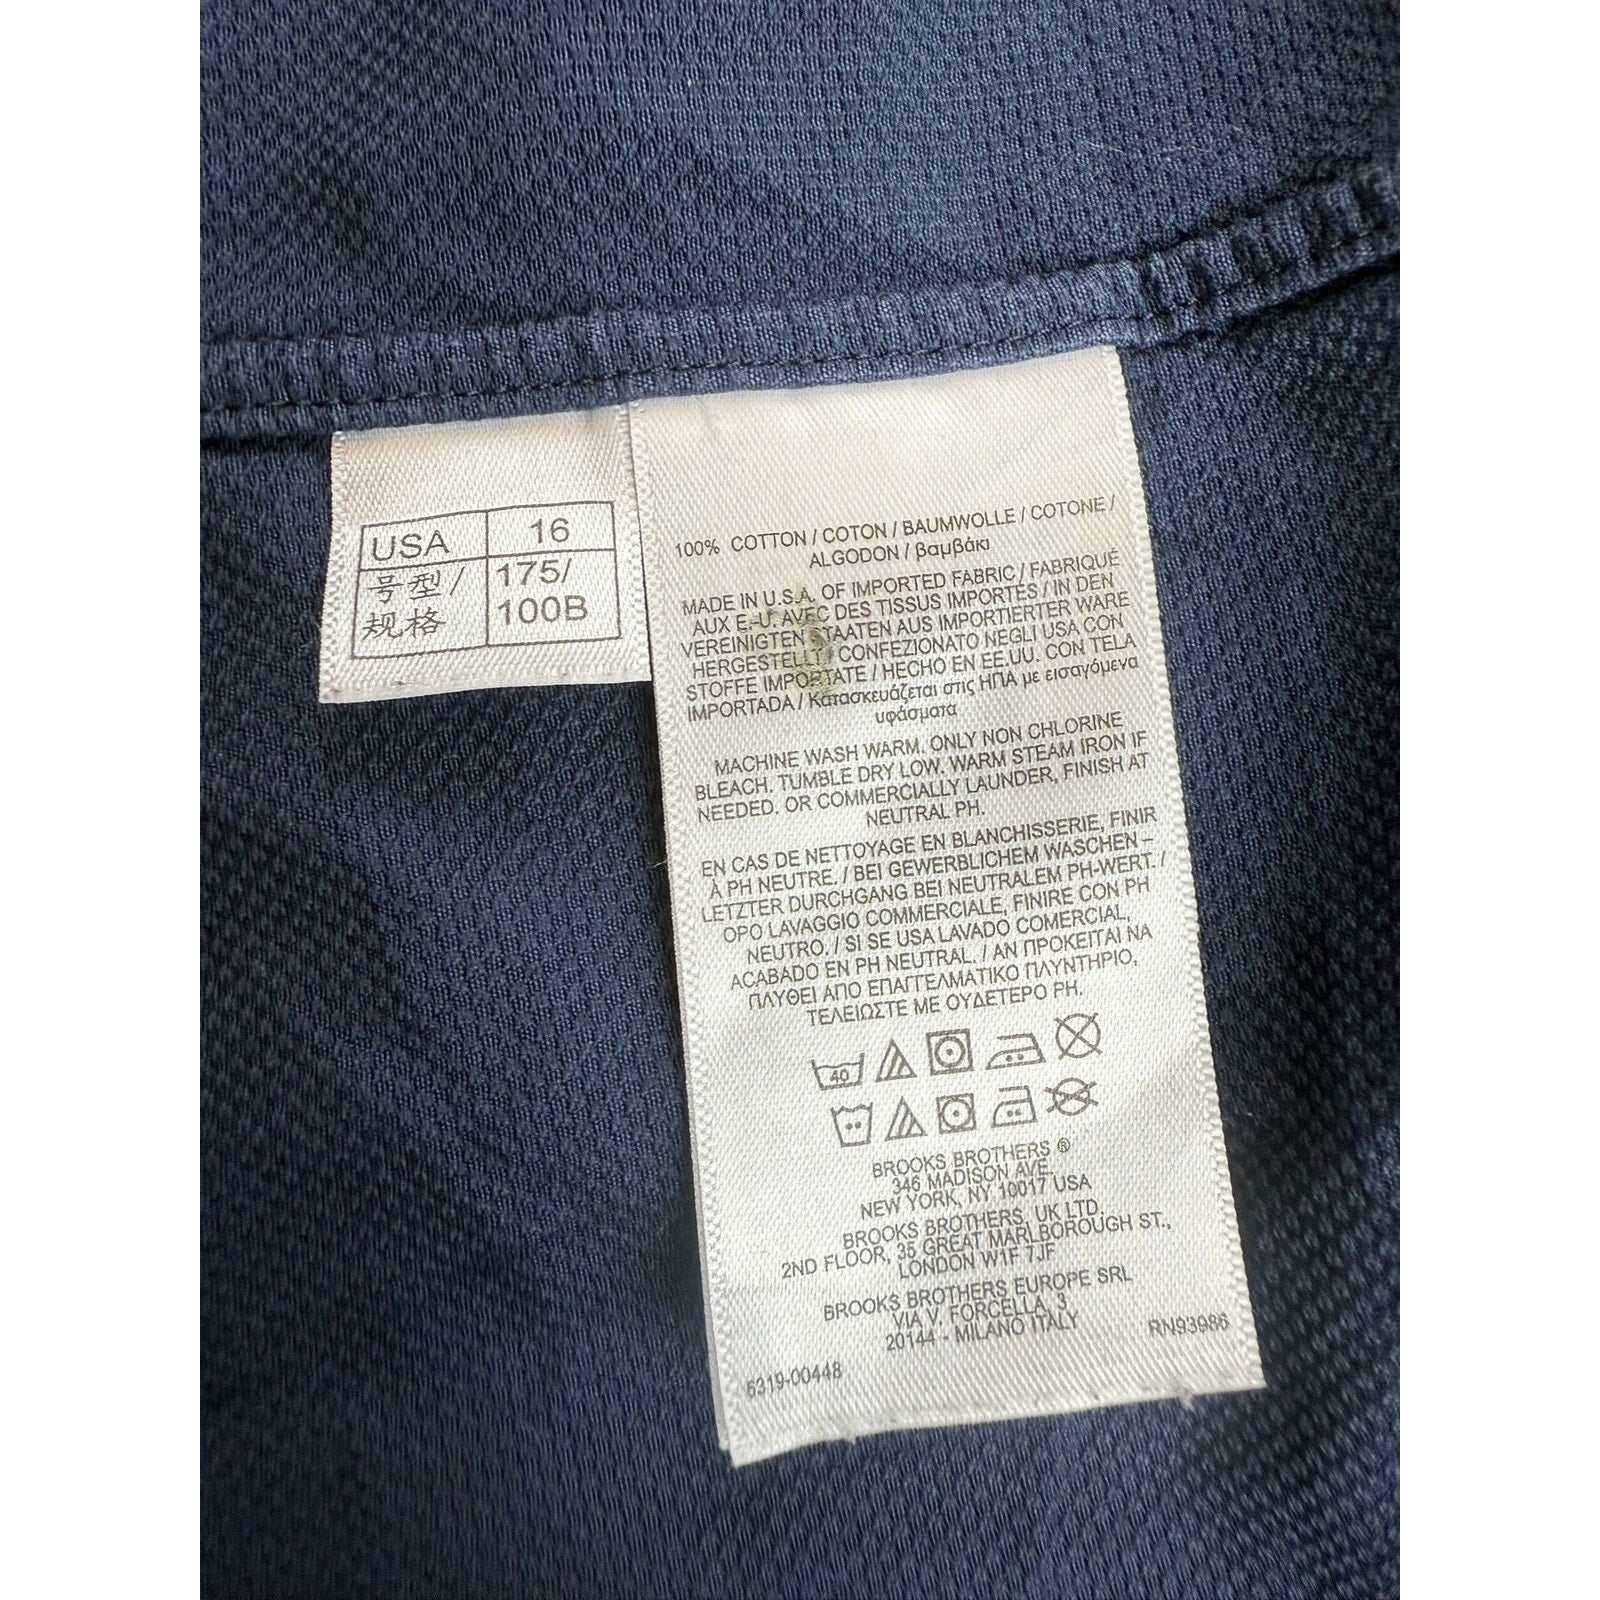 USA 16
号型/ 175/
规格 100B
100% COTTON / COTON / BAUMWOLLE / COTONE /
ALGODON / βαμβάκι
MADE IN U.S.A. OF IMPORTED FABRIC / FABRIQUÉ
AUX E.-U. AVEC DES TISSUS IMPORTÉS / IN DEN
VEREINIGTEN STAATEN AUS IMPORTIERTER WARE
HERGESTELLT / CONFEZIONATO NEGLI USA CON
STOFFE IMPORTATE / HECHO EN EE.UU. CON TELA
IMPORTADA / Κατασκευάζεται στις ΗΠΑ με εισαγόμενα
υφάσματα
MACHINE WASH WARM. ONLY NON CHLORINE
BLEACH. TUMBLE DRY LOW. WARM STEAM IRON IF
NEEDED. OR COMMERCIALLY LAUNDER, FINISH AT
NEUTRAL PH.
EN CAS DE NETTOYAGE EN BLANCHISSERIE, FINIR
À PH NEUTRE. / BEI GEWERBLICHEM WASCHEN –
LETZTER DURCHGANG BEI NEUTRALEM PH-WERT. /
OPO LAVAGGIO COMMERCIALE, FINIRE CON PH
NEUTRO. / SI SE USA LAVADO COMERCIAL,
ACABADO EN PH NEUTRAL. / ΑΝ ΠΡΟΚΕΙΤΑΙ ΝΑ
ΠΛΥΘΕΙ ΑΠΟ ΕΠΑΓΓΕΛΜΑΤΙΚΟ ΠΛΥΝΤΗΡΙΟ,
ΤΕΛΕΙΩΣΤΕ ΜΕ ΟΥΔΕΤΕΡΟ PH.
40
BROOKS BROTHERS ®
346 MADISON AVE.
NEW YORK, NY 10017 USA
BROOKS BROTHERS, UK LTD.
2ND FLOOR, 35 GREAT MARLBOROUGH ST.,
LONDON W1F 7JF
BROOKS BROTHERS EUROPE SRL
VIA V. FORCELLA, 3
20144 - MILANO ITALY
RN93986
6319-00448